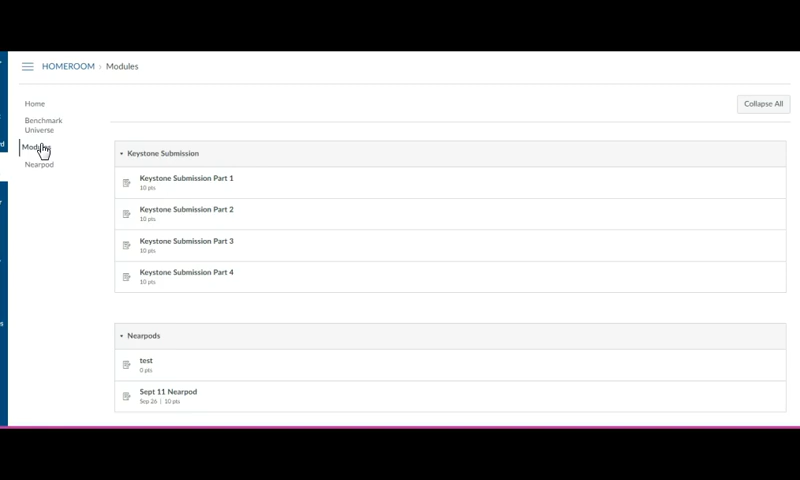 HOMEROOM › Modules
Home
Collapse All
Benchmark
Universe
Modules
Nearpod
Keystone Submission
Keystone Submission Part 1
10 pts
Keystone Submission Part 2
10 pts
Keystone Submission Part 3
10 pts
Keystone Submission Part 4
10 pts
Nearpods
test
0 pts
Sept 11 Nearpod
Sep 26 | 10 pts